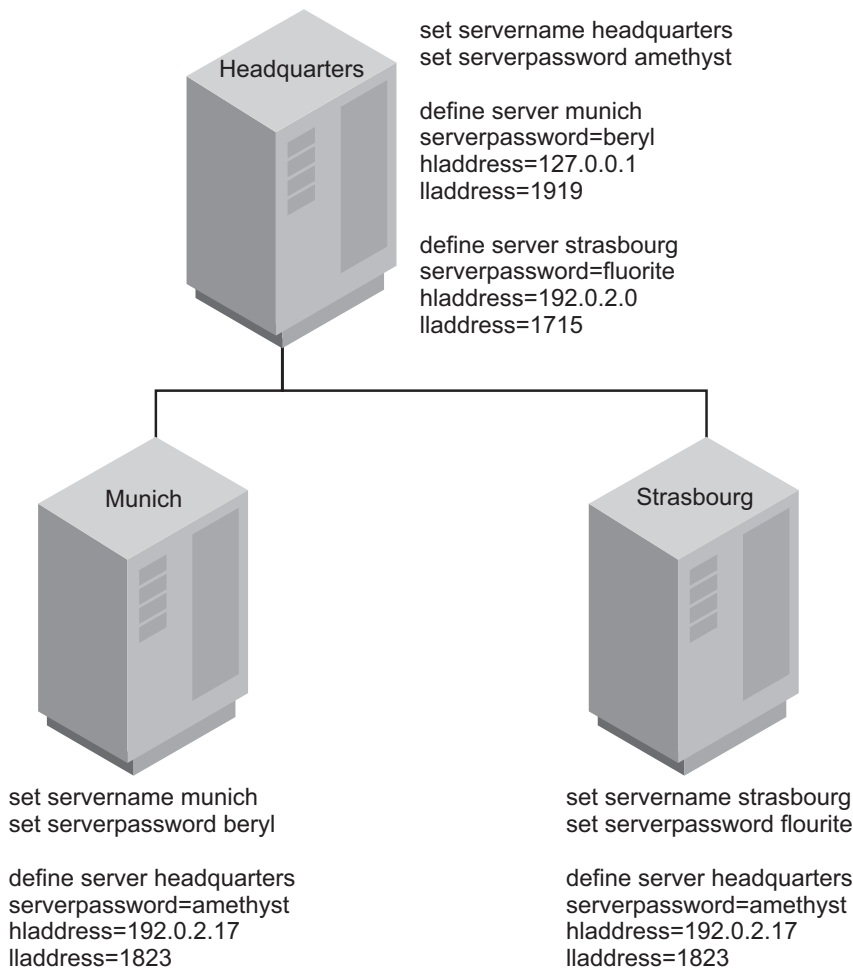 set servername headquarters
set serverpassword amethyst
Headquarters
define server munich
serverpassword=beryl
hladdress=127.0.0.1
lladdress=1919
define server strasbourg
serverpassword=fluorite
hladdress=192.0.2.0
lladdress=1715
Munich
Strasbourg
set servername munich
set serverpassword beryl
define server headquarters
serverpassword=amethyst
hladdress=192.0.2.17
lladdress=1823
set servername strasbourg
set serverpassword flourite
define server headquarters
serverpassword=amethyst
hladdress=192.0.2.17
lladdress=1823